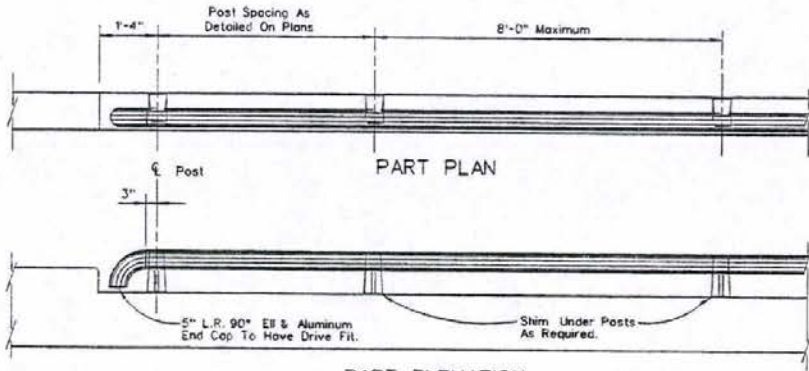 Post Spacing As
Detailed On Plans
1'-4"
8'-0" Maximum
PART PLAN
℄ Post
3"
5" L.R. 90° Ell & Aluminum
End Cap To Have Drive Fit.
Shim Under Posts
As Required.
PART ELEVATION